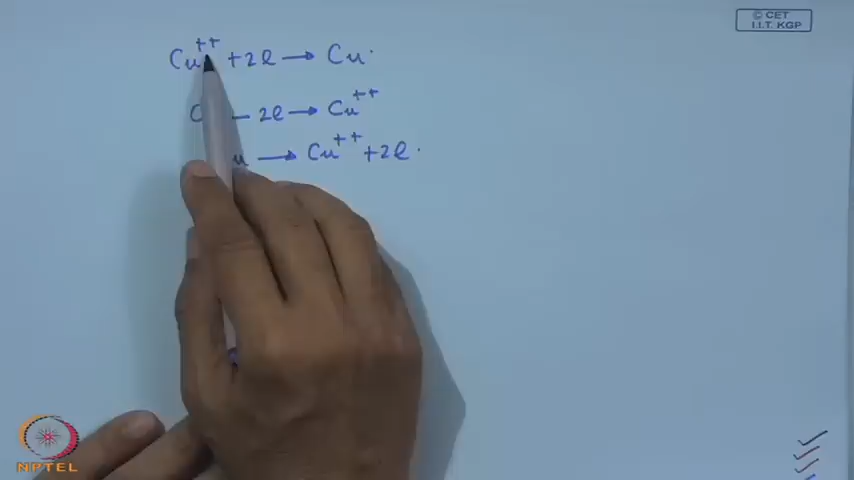 © CET
I.I.T. KGP
Cu++ + 2e → Cu.
C – 2e → Cu++
u → Cu++ + 2e.
NPTEL